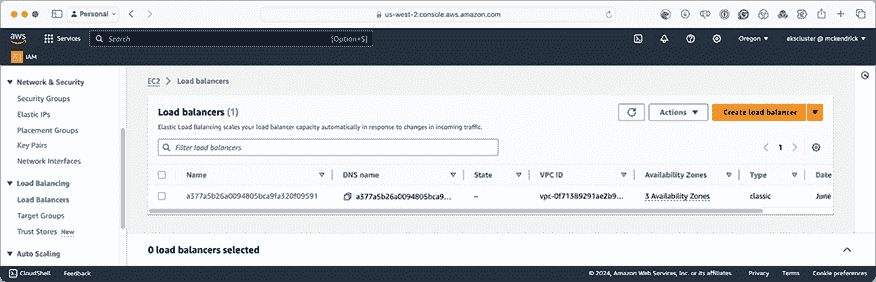 Personal
us-west-2.console.aws.amazon.com
aws
Services
Search
[Option+S]
Oregon
ekscluster @ mckendrick
IAM
Network & Security
Security Groups
Elastic IPs
Placement Groups
Key Pairs
Network Interfaces
Load Balancing
Load Balancers
Target Groups
Trust Stores New
Auto Scaling
EC2 > Load balancers
Load balancers (1)
Elastic Load Balancing scales your load balancer capacity automatically in response to changes in incoming traffic.
Actions
Create load balancer
Filter load balancers
1
Name DNS name State VPC ID Availability Zones Type Date
a377a5b26a0094805bca9fa320f09591 a377a5b26a0094805bca9... – vpc-0f71389291ae2b9... 3 Availability Zones classic June
0 load balancers selected
CloudShell Feedback © 2024, Amazon Web Services, Inc. or its affiliates. Privacy Terms Cookie preferences